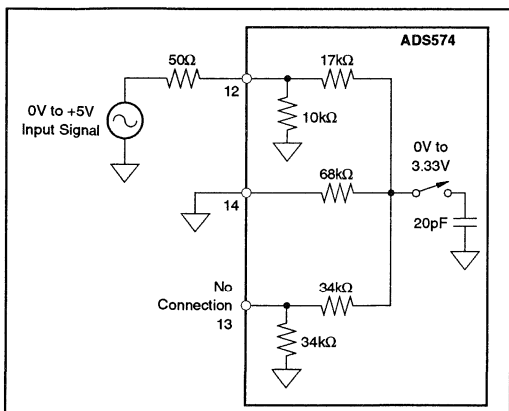 ADS574
50Ω
17kΩ
12
0V to +5V
Input Signal
10kΩ
0V to
3.33V
68kΩ
14
20pF
No
Connection
13
34kΩ
34kΩ